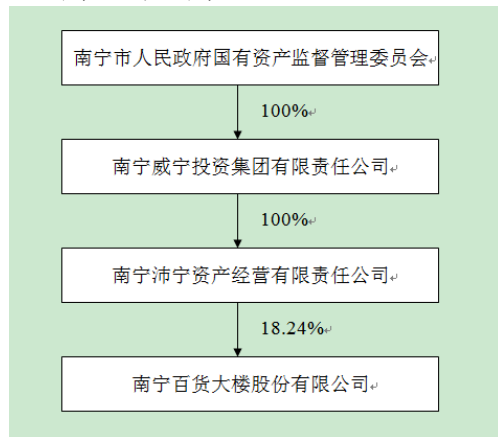 南宁市人民政府国有资产监督管理委员会
100%
南宁威宁投资集团有限责任公司
100%
南宁沛宁资产经营有限责任公司
18.24%
南宁百货大楼股份有限公司